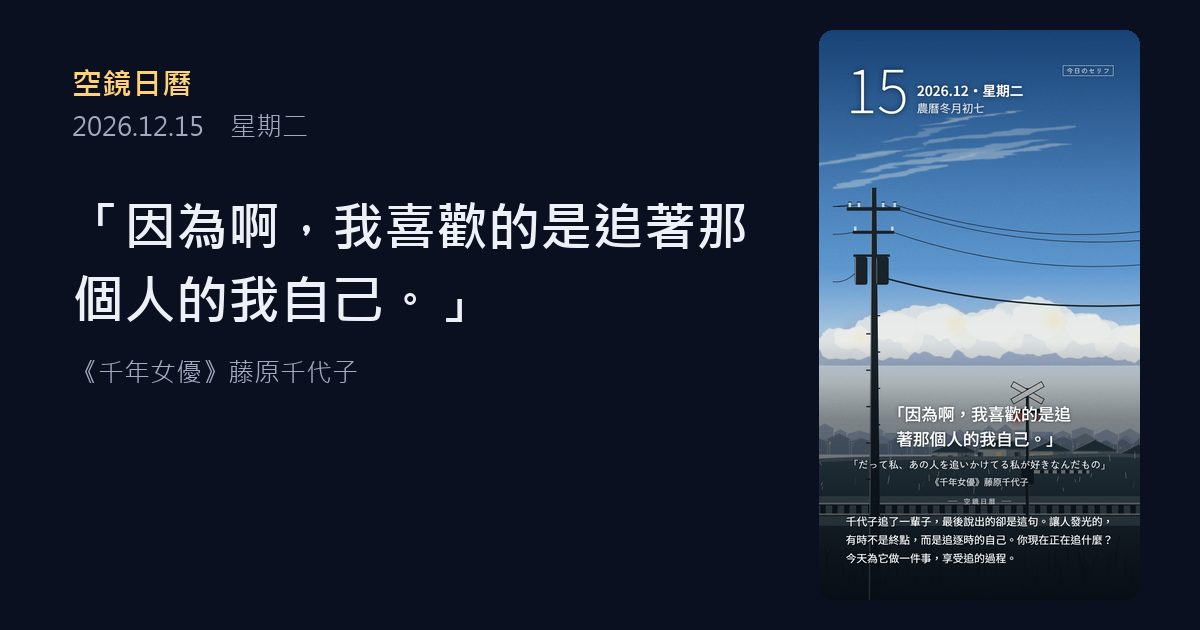 空鏡日曆
2026.12.15 星期二
「因為啊，我喜歡的是追著那
個人的我自己。」
《千年女優》藤原千代子
15
2026.12・星期二
農曆冬月初七
今日のセリフ
「因為啊，我喜歡的是追
著那個人的我自己。」
「だって私、あの人を追いかけてる私が好きなんだもの」
《千年女優》藤原千代子
— 空鏡日曆 —
千代子追了一輩子，最後說出的卻是這句。讓人發光的，
有時不是終點，而是追逐時的自己。你現在正在追什麼？
今天為它做一件事，享受追的過程。